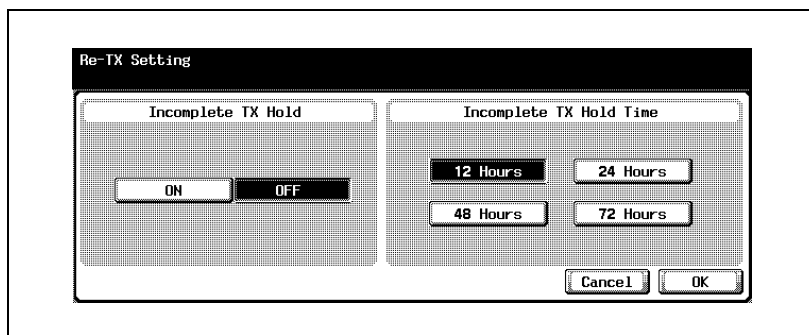 Re-TX Setting
Incomplete TX Hold
ON OFF
Incomplete TX Hold Time
12 Hours 24 Hours
48 Hours 72 Hours
Cancel OK